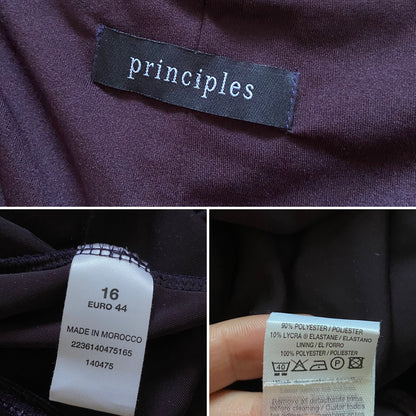 principles
16
EURO 44
MADE IN MOROCCO
2236140475165
140475
90% POLYESTER / POLIESTER
10% LYCRA ® ELASTANE / ELASTANO
LINING / EL FORRO
100% POLYESTER / POLIESTER
40